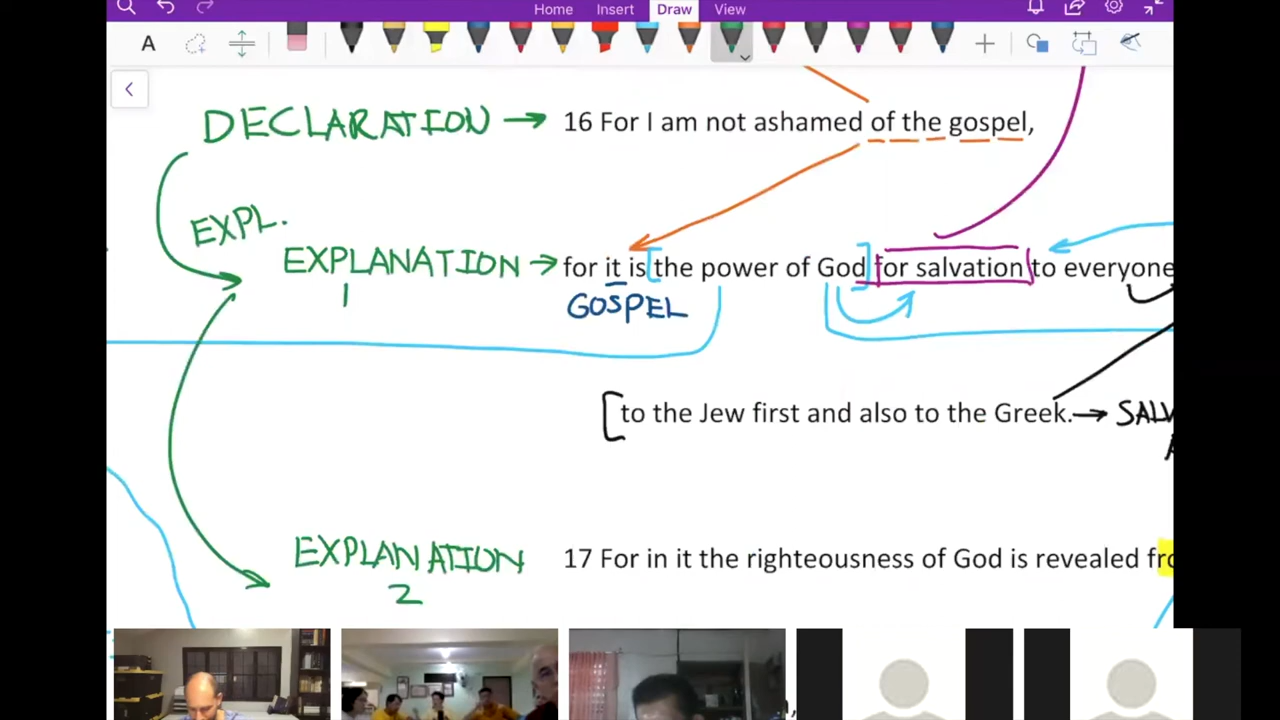 Home Insert Draw View
A
DECLARATION → 16 For I am not ashamed of the gospel,
EXPL.
EXPLANATION → for it is [the power of God] for salvation to everyone
1
GOSPEL
[to the Jew first and also to the Greek. → SALV
EXPLANATION 17 For in it the righteousness of God is revealed fro
2